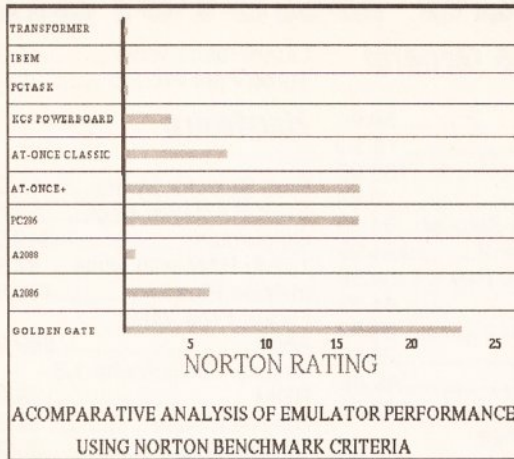 TRANSFORMER
IBEM
PCTASK
KCS POWERBOARD
AT-ONCE CLASSIC
AT-ONCE+
PC286
A2088
A2086
GOLDEN GATE
5 10 15 20 25
NORTON RATING
ACOMPARATIVE ANALYSIS OF EMULATOR PERFORMANCE
USING NORTON BENCHMARK CRITERIA